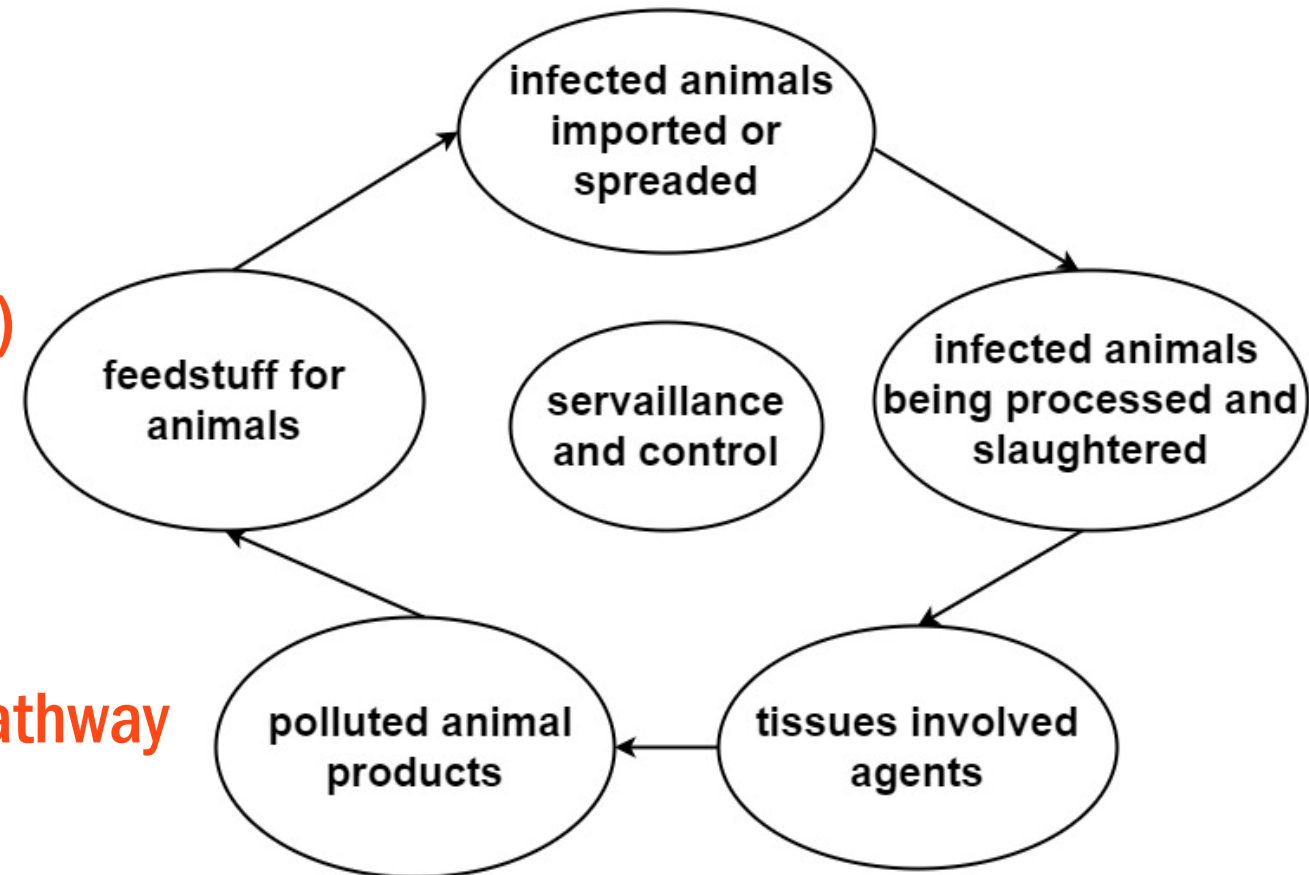 infected animals
imported or
spreaded
)
feedstuff for
animals
servaillance
and control
infected animals
being processed and
slaughtered
polluted animal
products
tissues involved
agents